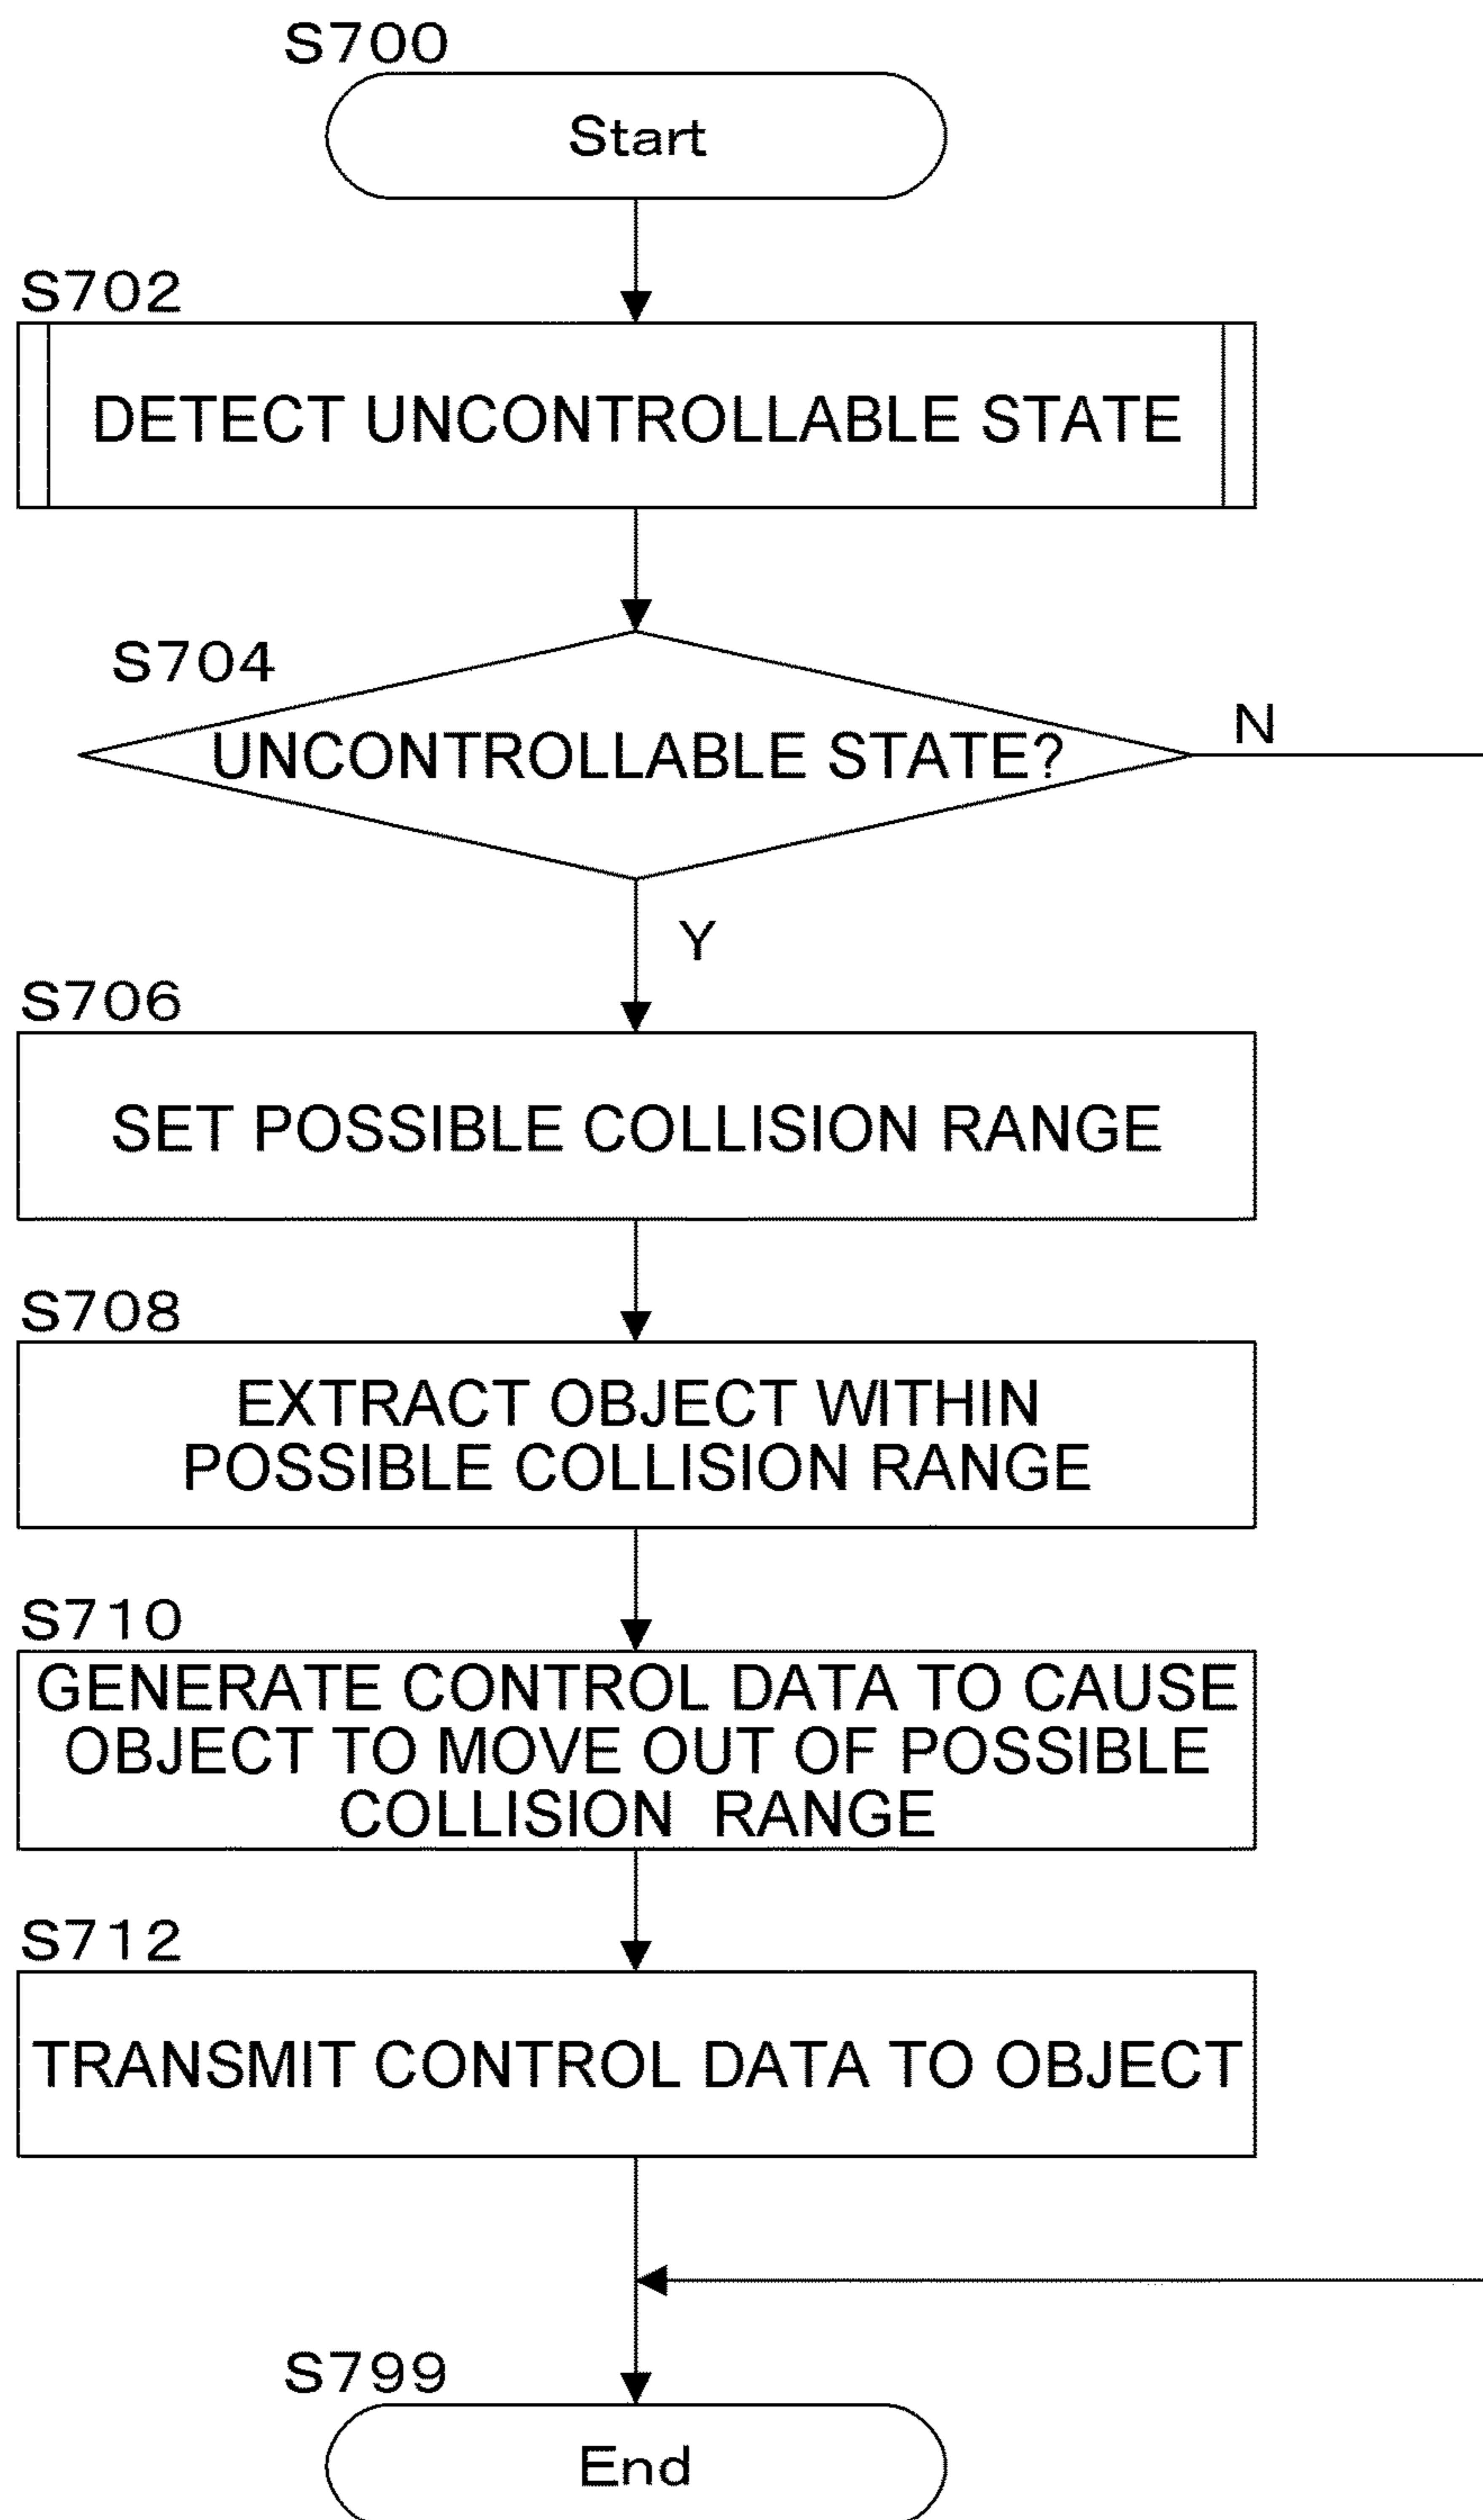 S700
Start
S702
DETECT UNCONTROLLABLE STATE
S704
UNCONTROLLABLE STATE?
N
Y
S706
SET POSSIBLE COLLISION RANGE
S708
EXTRACT OBJECT WITHIN
POSSIBLE COLLISION RANGE
S710
GENERATE CONTROL DATA TO CAUSE
OBJECT TO MOVE OUT OF POSSIBLE
COLLISION RANGE
S712
TRANSMIT CONTROL DATA TO OBJECT
S799
End